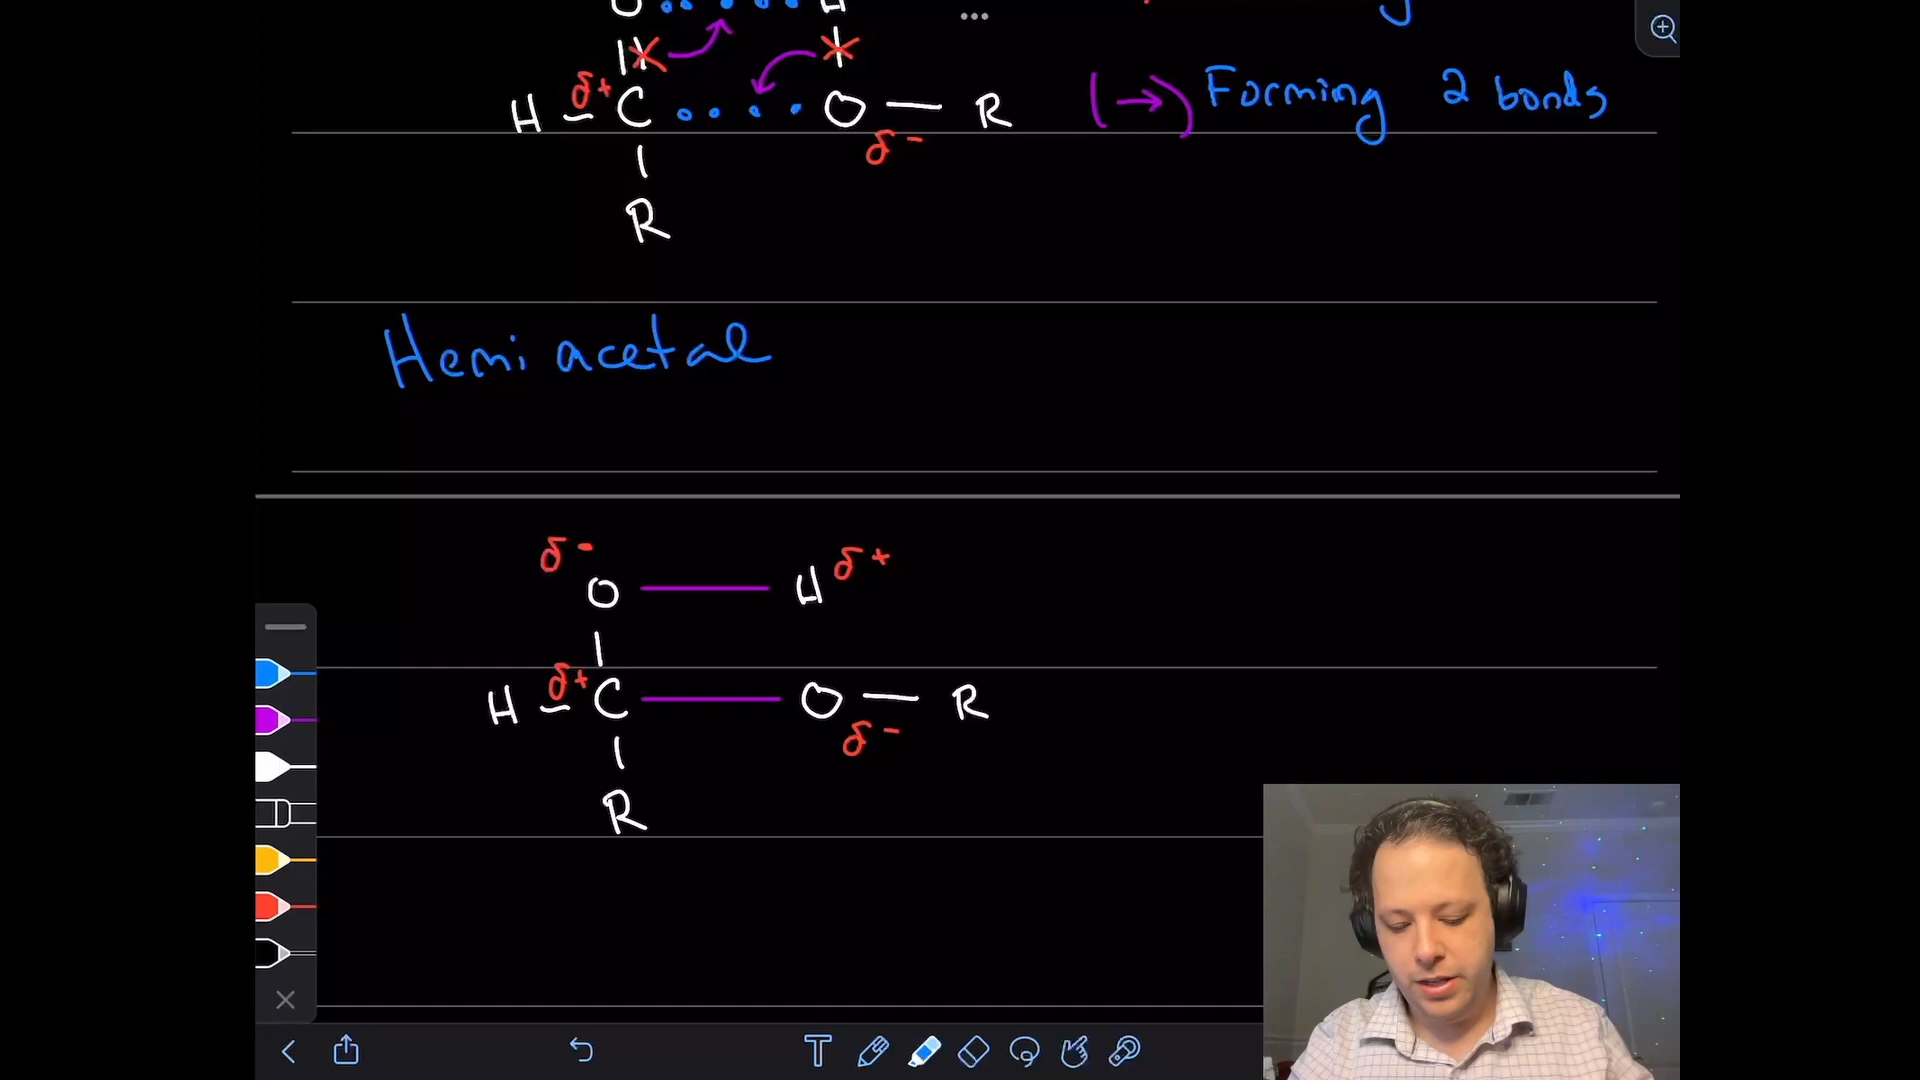 O H
δ+
H – C O — R
δ-
R
(→) Forming 2 bonds
Hemi acetal
δ- δ+
O — H
δ+
H – C — O — R
δ-
R
T